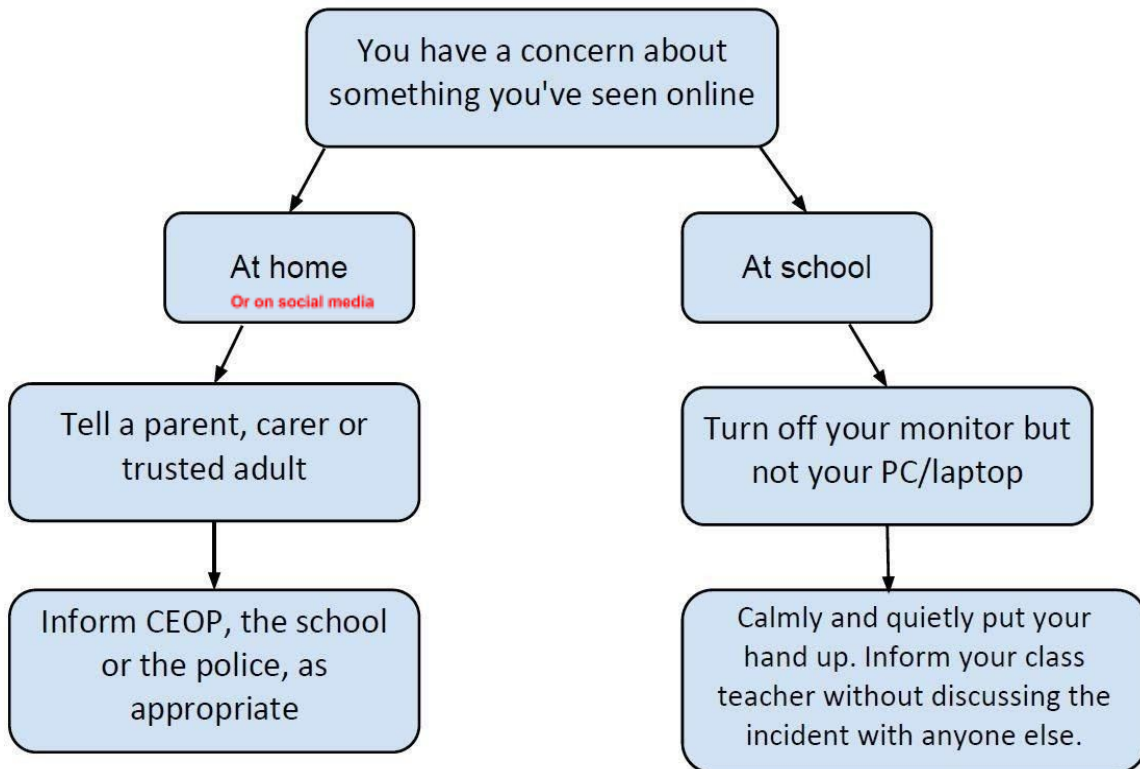 You have a concern about
something you've seen online
At home
Or on social media
At school
Tell a parent, carer or
trusted adult
Turn off your monitor but
not your PC/laptop
Inform CEOP, the school
or the police, as
appropriate
Calmly and quietly put your
hand up. Inform your class
teacher without discussing the
incident with anyone else.